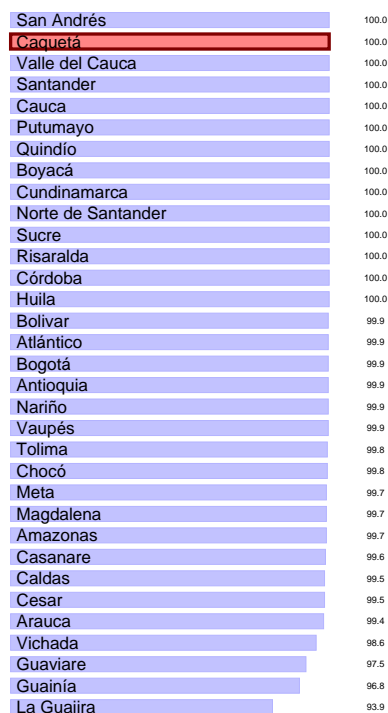 San Andrés 100.0
Caquetá 100.0
Valle del Cauca 100.0
Santander 100.0
Cauca 100.0
Putumayo 100.0
Quindío 100.0
Boyacá 100.0
Cundinamarca 100.0
Norte de Santander 100.0
Sucre 100.0
Risaralda 100.0
Córdoba 100.0
Huila 100.0
Bolivar 99.9
Atlántico 99.9
Bogotá 99.9
Antioquia 99.9
Nariño 99.9
Vaupés 99.9
Tolima 99.8
Chocó 99.8
Meta 99.7
Magdalena 99.7
Amazonas 99.7
Casanare 99.6
Caldas 99.5
Cesar 99.5
Arauca 99.4
Vichada 98.6
Guaviare 97.5
Guainía 96.8
La Guajira 93.9